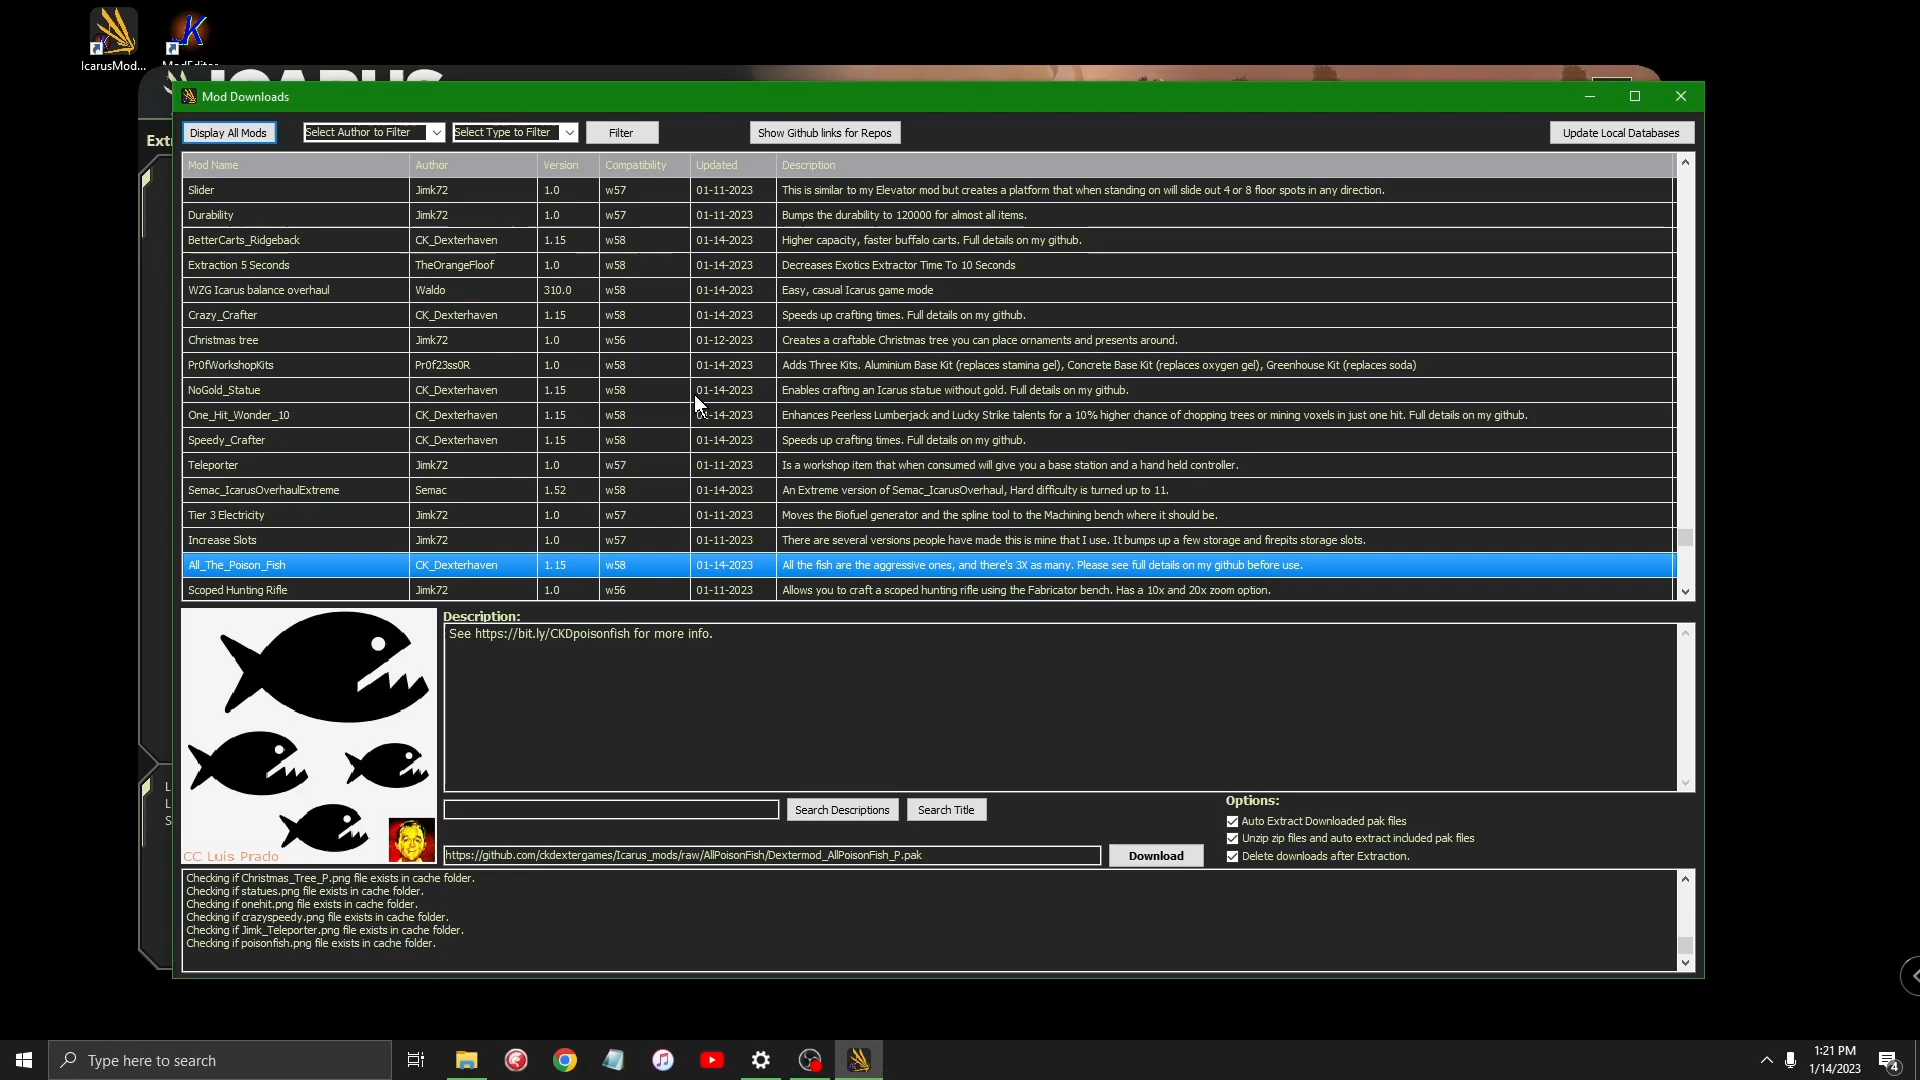 IcarusMod...
ICARUS
Mod Downloads
Display All Mods Select Author to Filter Select Type to Filter Filter Show Github links for Repos Update Local Databases
Mod Name Author Version Compatibility Updated Description
Slider Jimk72 1.0 w57 01-11-2023 This is similar to my Elevator mod but creates a platform that when standing on will slide out 4 or 8 floor spots in any direction.
Durability Jimk72 1.0 w57 01-11-2023 Bumps the durability to 120000 for almost all items.
BetterCarts_Ridgeback CK_Dexterhaven 1.15 w58 01-14-2023 Higher capacity, faster buffalo carts. Full details on my github.
Extraction 5 Seconds TheOrangeFloof 1.0 w58 01-14-2023 Decreases Exotics Extractor Time To 10 Seconds
WZG Icarus balance overhaul Waldo 310.0 w58 01-14-2023 Easy, casual Icarus game mode
Crazy_Crafter CK_Dexterhaven 1.15 w58 01-14-2023 Speeds up crafting times. Full details on my github.
Christmas tree Jimk72 1.0 w56 01-12-2023 Creates a craftable Christmas tree you can place ornaments and presents around.
Pr0fWorkshopKits Pr0f23ss0R 1.0 w58 01-14-2023 Adds Three Kits. Aluminium Base Kit (replaces stamina gel), Concrete Base Kit (replaces oxygen gel), Greenhouse Kit (replaces soda)
NoGold_Statue CK_Dexterhaven 1.15 w58 01-14-2023 Enables crafting an Icarus statue without gold. Full details on my github.
One_Hit_Wonder_10 CK_Dexterhaven 1.15 w58 01-14-2023 Enhances Peerless Lumberjack and Lucky Strike talents for a 10% higher chance of chopping trees or mining voxels in just one hit. Full details on my github.
Speedy_Crafter CK_Dexterhaven 1.15 w58 01-14-2023 Speeds up crafting times. Full details on my github.
Teleporter Jimk72 1.0 w57 01-11-2023 Is a workshop item that when consumed will give you a base station and a hand held controller.
Semac_IcarusOverhaulExtreme Semac 1.52 w58 01-14-2023 An Extreme version of Semac_IcarusOverhaul, Hard difficulty is turned up to 11.
Tier 3 Electricity Jimk72 1.0 w57 01-11-2023 Moves the Biofuel generator and the spline tool to the Machining bench where it should be.
Increase Slots Jimk72 1.0 w57 01-11-2023 There are several versions people have made this is mine that I use. It bumps up a few storage and firepits storage slots.
All_The_Poison_Fish CK_Dexterhaven 1.15 w58 01-14-2023 All the fish are the aggressive ones, and there's 3X as many. Please see full details on my github before use.
Scoped Hunting Rifle Jimk72 1.0 w56 01-11-2023 Allows you to craft a scoped hunting rifle using the Fabricator bench. Has a 10x and 20x zoom option.
Description:
See https://bit.ly/CKDpoisonfish for more info.
Search Descriptions Search Title
Options:
Auto Extract Downloaded pak files
Unzip zip files and auto extract included pak files
Delete downloads after Extraction.
CC Luis Prado
https://github.com/ckdextergames/Icarus_mods/raw/AllPoisonFish/Dextermod_AllPoisonFish_P.pak Download
Checking if Christmas_Tree_P.png file exists in cache folder.
Checking if statues.png file exists in cache folder.
Checking if onehit.png file exists in cache folder.
Checking if crazyspeedy.png file exists in cache folder.
Checking if Jimk_Teleporter.png file exists in cache folder.
Checking if poisonfish.png file exists in cache folder.
Type here to search
1:21 PM
1/14/2023
4